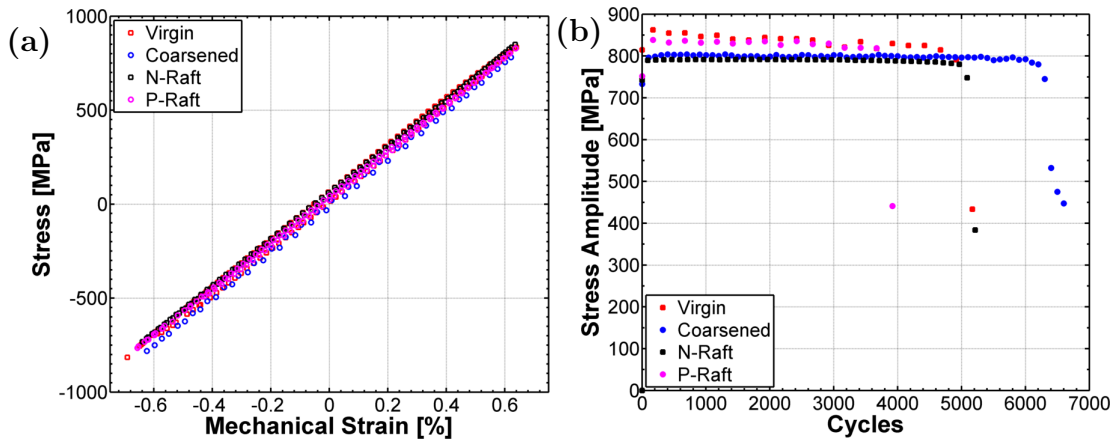 (a)
Virgin
Coarsened
N-Raft
P-Raft
1000
500
0
-500
-1000
-0.6
-0.4
-0.2
0
0.2
0.4
0.6
Stress [MPa]
Mechanical Strain [%]
(b)
900
800
700
600
500
400
300
200
100
0
Virgin
Coarsened
N-Raft
P-Raft
0
1000
2000
3000
4000
5000
6000
7000
Stress Amplitude [MPa]
Cycles